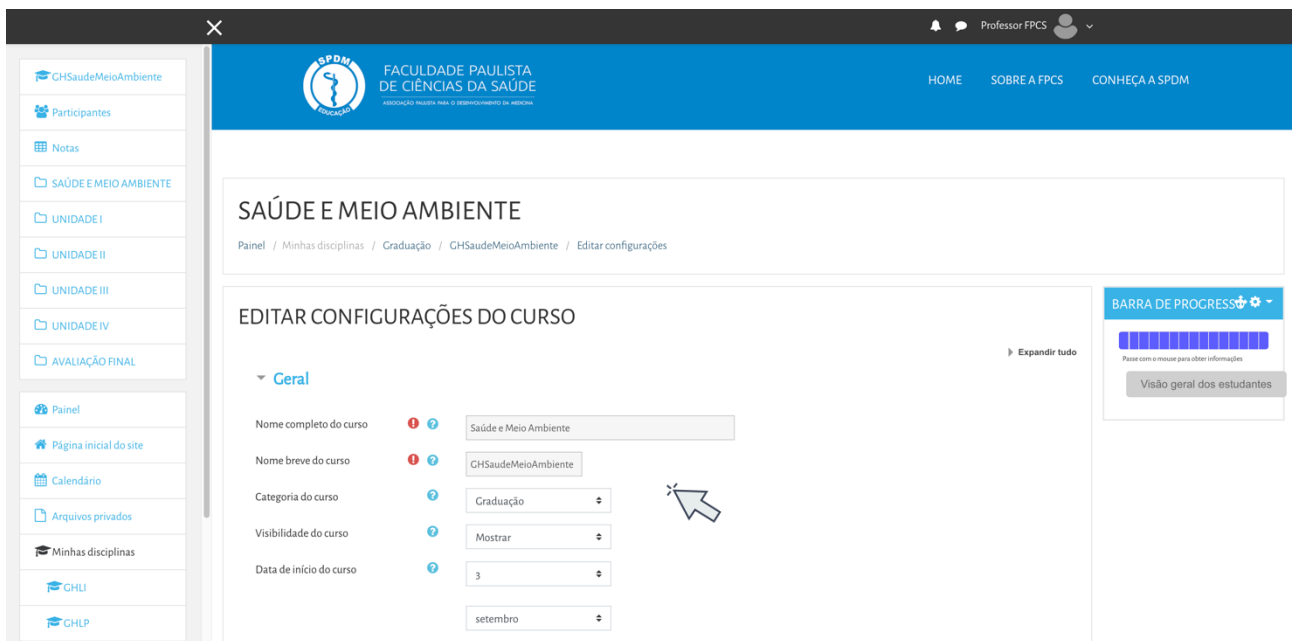 Professor FPCS
SPDM
EDUCAÇÃO
FACULDADE PAULISTA
DE CIÊNCIAS DA SAÚDE
ASSOCIAÇÃO PAULISTA PARA O DESENVOLVIMENTO DA MEDICINA
HOME
SOBRE A FPCS
CONHEÇA A SPDM
GHSaudeMeioAmbiente
Participantes
Notas
SAÚDE E MEIO AMBIENTE
UNIDADE I
UNIDADE II
UNIDADE III
UNIDADE IV
AVALIAÇÃO FINAL
Painel
Página inicial do site
Calendário
Arquivos privados
Minhas disciplinas
GHLI
GHLP
SAÚDE E MEIO AMBIENTE
Painel / Minhas disciplinas / Graduação / GHSaudeMeioAmbiente / Editar configurações
EDITAR CONFIGURAÇÕES DO CURSO
Expandir tudo
Geral
Nome completo do curso
Saúde e Meio Ambiente
Nome breve do curso
GHSaudeMeioAmbiente
Categoria do curso
Graduação
Visibilidade do curso
Mostrar
Data de início do curso
3
setembro
BARRA DE PROGRESS
Passe com o mouse para obter informações
Visão geral dos estudantes